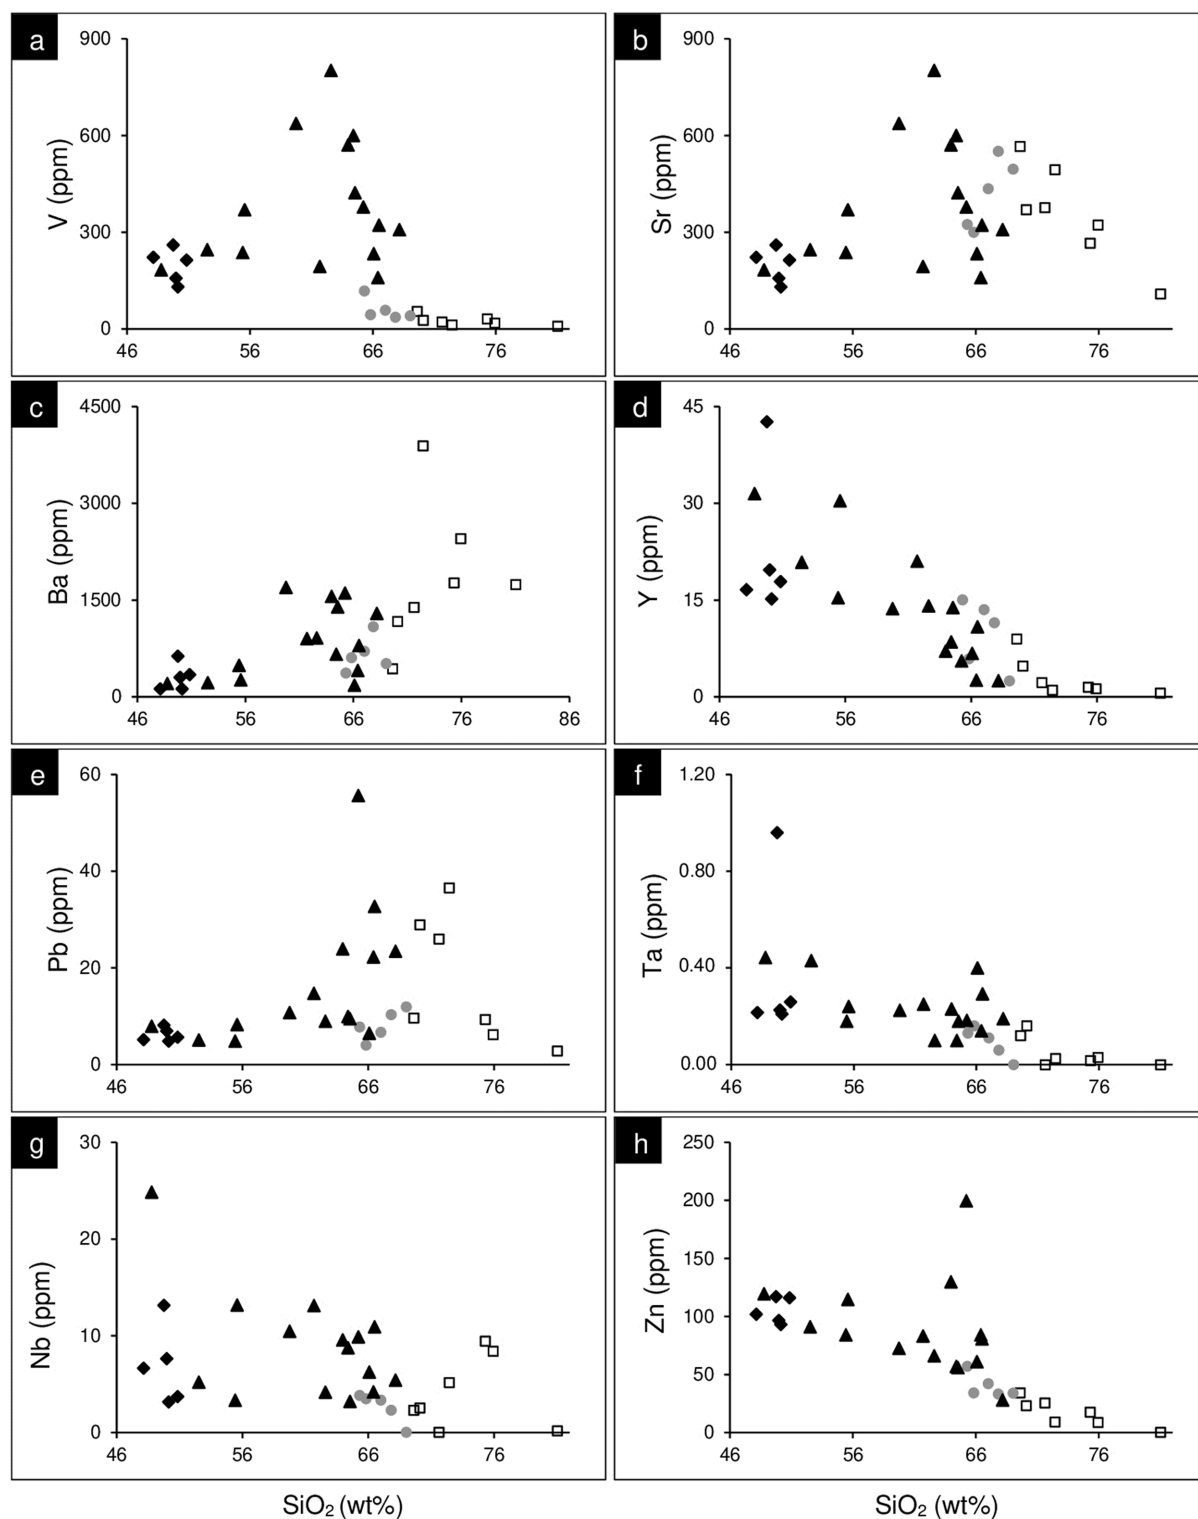 a
900
600
300
0
V (ppm)
46 56 66 76
b
900
600
300
0
Sr (ppm)
46 56 66 76
c
4500
3000
1500
0
Ba (ppm)
46 56 66 76 86
d
45
30
15
0
Y (ppm)
46 56 66 76
e
60
40
20
0
Pb (ppm)
46 56 66 76
f
1.20
0.80
0.40
0.00
Ta (ppm)
46 56 66 76
g
30
20
10
0
Nb (ppm)
46 56 66 76
SiO₂ (wt%)
h
250
200
150
100
50
0
Zn (ppm)
46 56 66 76
SiO₂ (wt%)